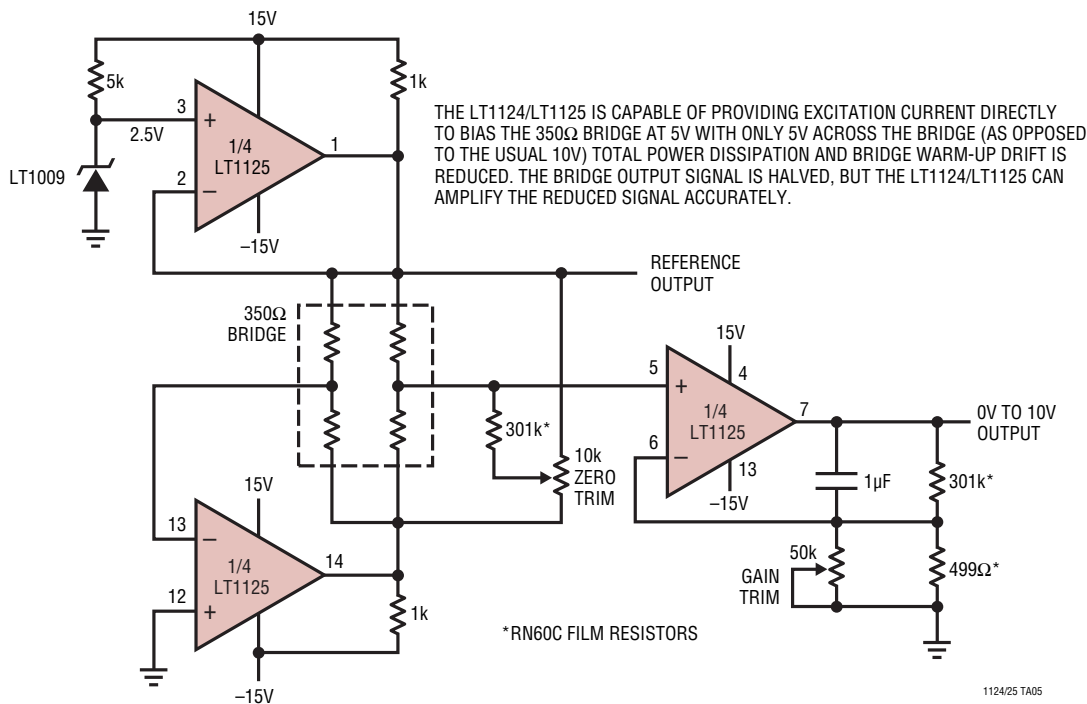 15V
5k
1k
3
+
2.5V
1/4
LT1125
1
LT1009
2
–
–15V
THE LT1124/LT1125 IS CAPABLE OF PROVIDING EXCITATION CURRENT DIRECTLY
TO BIAS THE 350Ω BRIDGE AT 5V WITH ONLY 5V ACROSS THE BRIDGE (AS OPPOSED
TO THE USUAL 10V) TOTAL POWER DISSIPATION AND BRIDGE WARM-UP DRIFT IS
REDUCED. THE BRIDGE OUTPUT SIGNAL IS HALVED, BUT THE LT1124/LT1125 CAN
AMPLIFY THE REDUCED SIGNAL ACCURATELY.
REFERENCE
OUTPUT
350Ω
BRIDGE
301k*
10k
ZERO
TRIM
15V
4
5
+
1/4
LT1125
7
6
–
13
–15V
0V TO 10V
OUTPUT
1µF
301k*
50k
GAIN
TRIM
499Ω*
15V
13
–
1/4
LT1125
14
12
+
1k
–15V
*RN60C FILM RESISTORS
1124/25 TA05